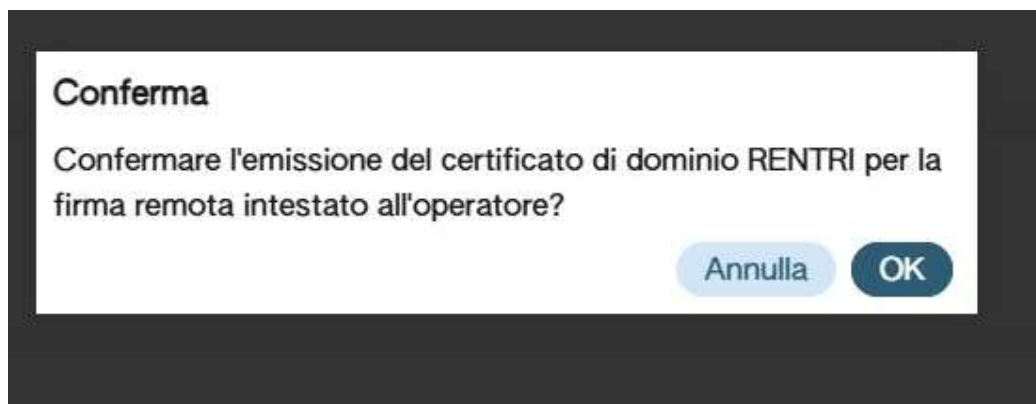 Conferma
Confermare l'emissione del certificato di dominio RENTRI per la
firma remota intestato all'operatore?
Annulla OK